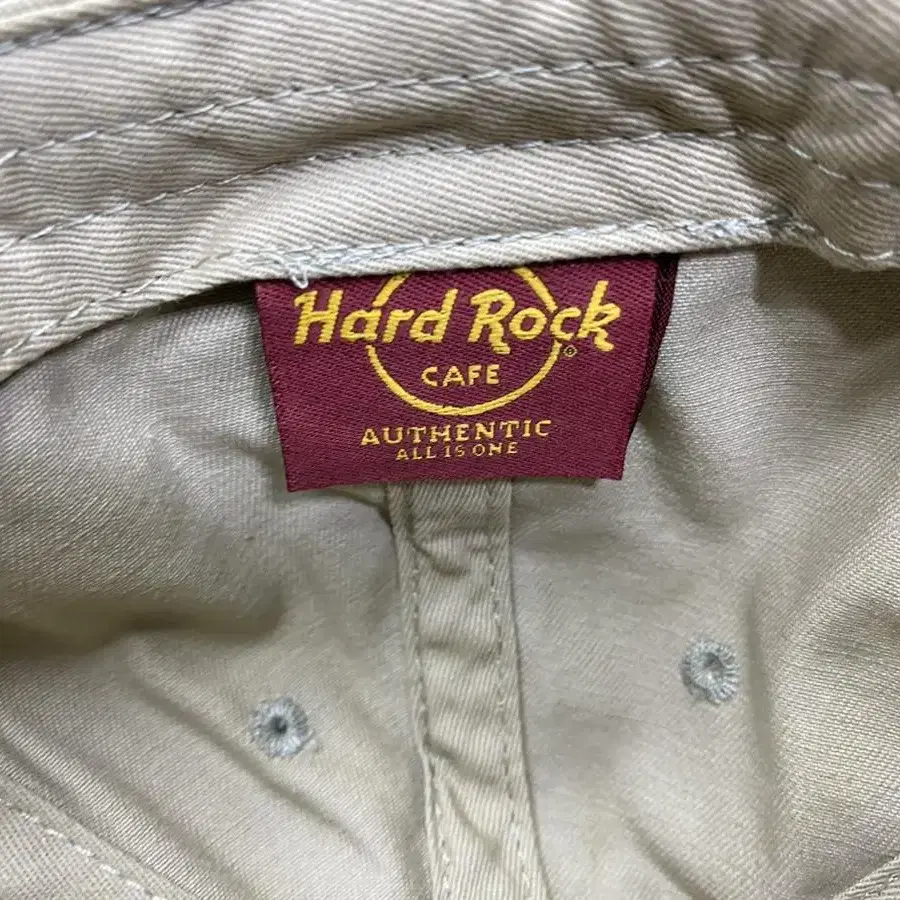 Hard Rock
®
CAFE
AUTHENTIC
ALL IS ONE